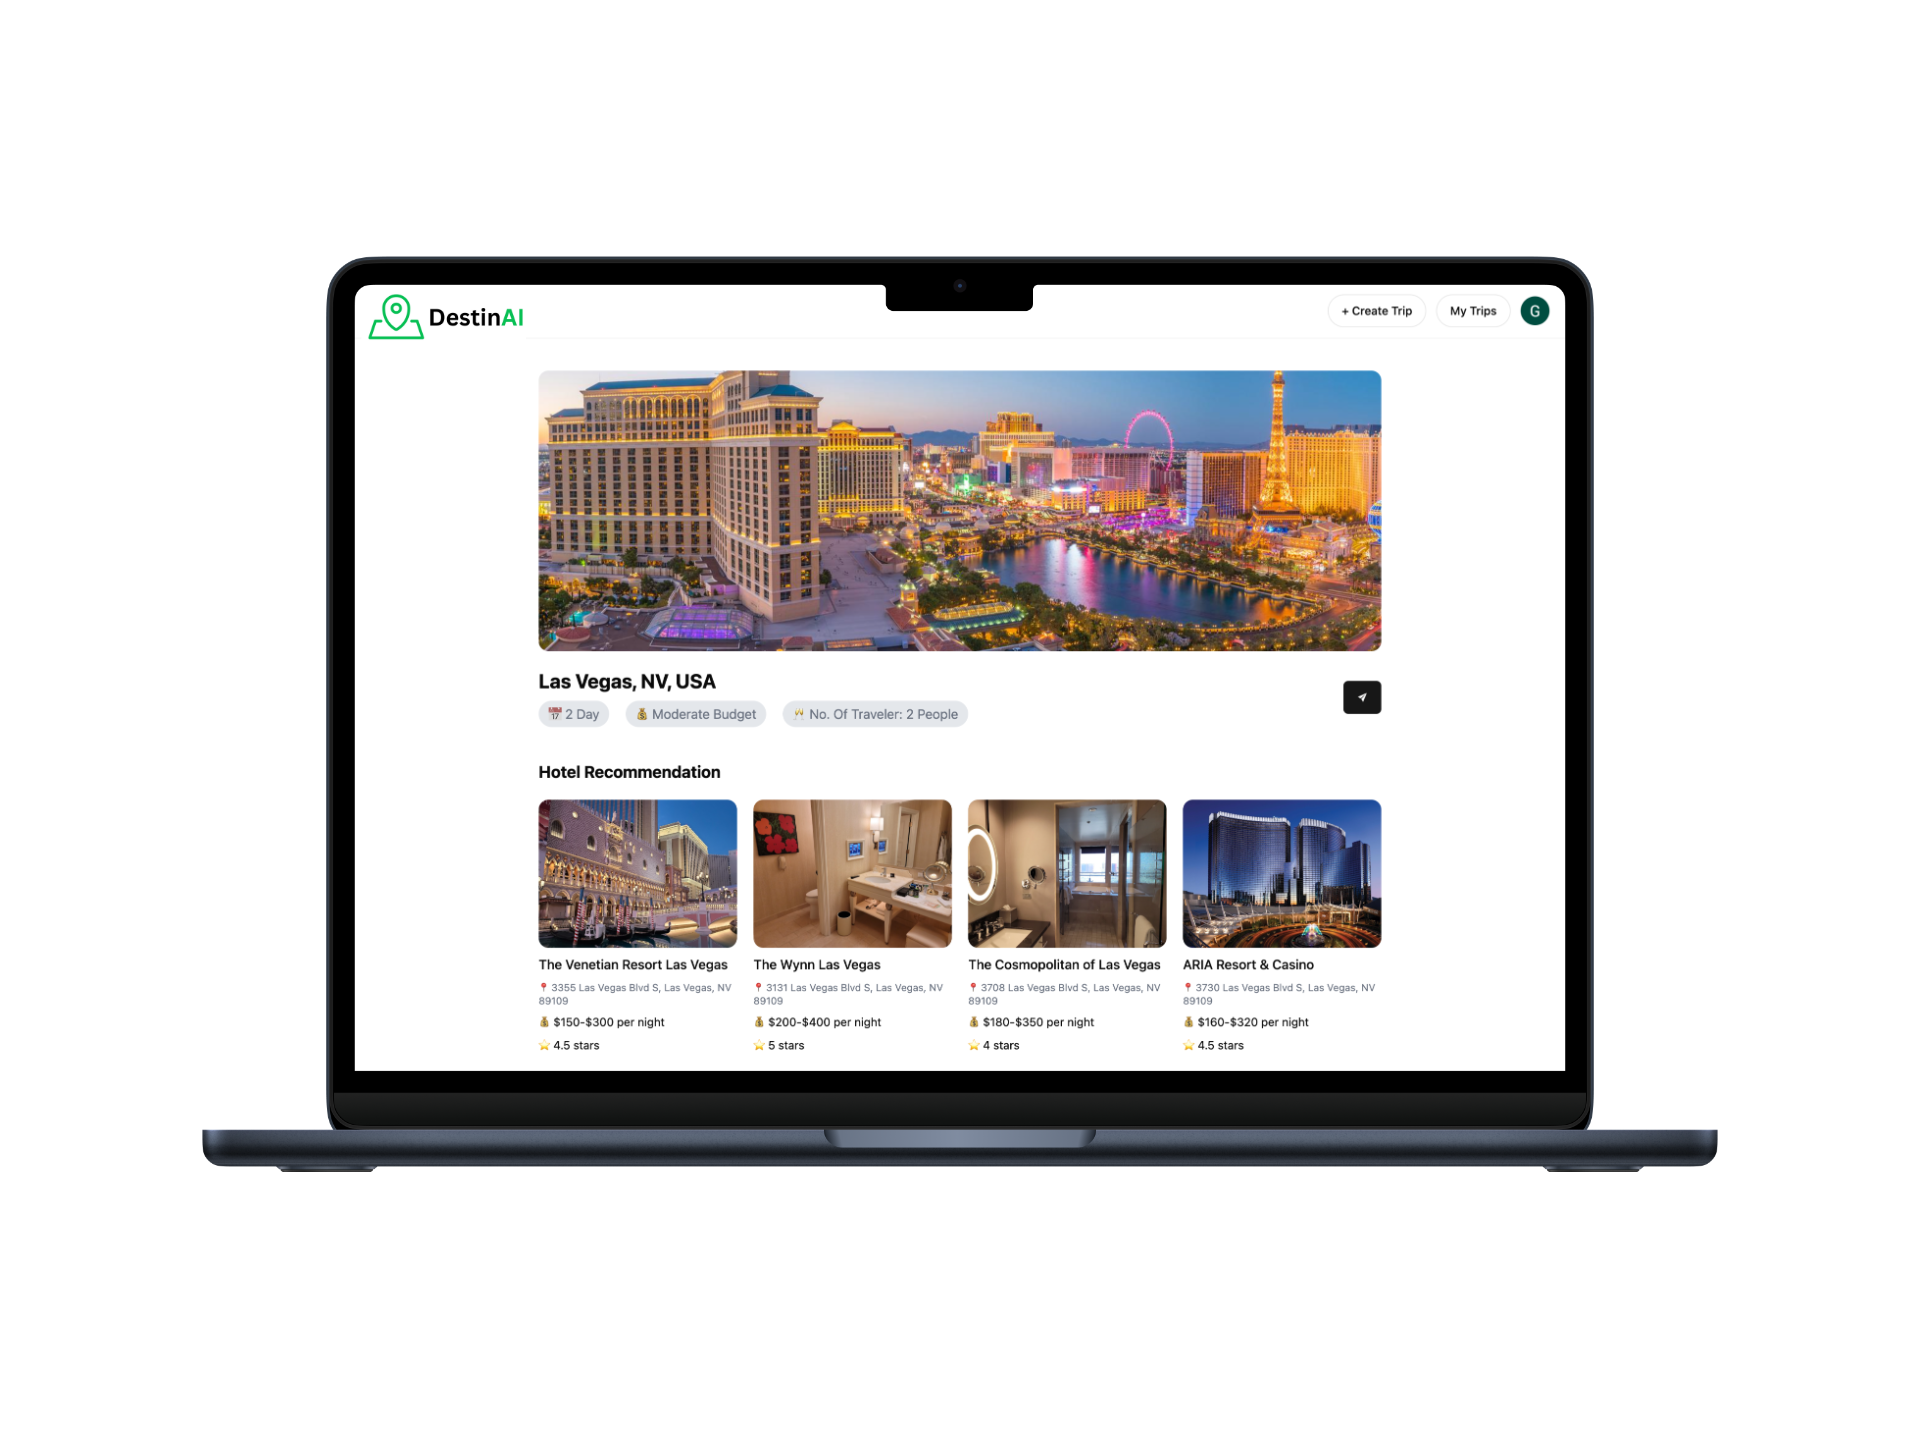 DestinAI
+ Create Trip
My Trips
G
Las Vegas, NV, USA
2 Day
Moderate Budget
No. Of Traveler: 2 People
Hotel Recommendation
The Venetian Resort Las Vegas
3355 Las Vegas Blvd S, Las Vegas, NV
89109
$150-$300 per night
4.5 stars
The Wynn Las Vegas
3131 Las Vegas Blvd S, Las Vegas, NV
89109
$200-$400 per night
5 stars
The Cosmopolitan of Las Vegas
3708 Las Vegas Blvd S, Las Vegas, NV
89109
$180-$350 per night
4 stars
ARIA Resort & Casino
3730 Las Vegas Blvd S, Las Vegas, NV
89109
$160-$320 per night
4.5 stars